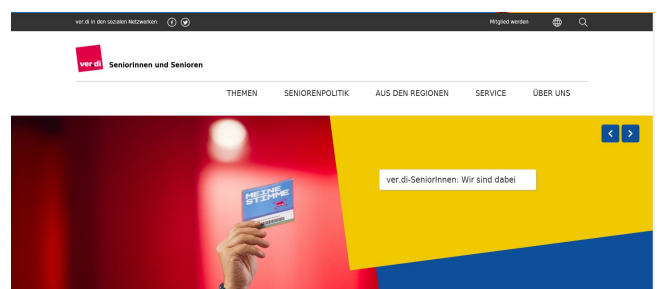 ver.di in den sozialen Netzwerken:
Mitglied werden
ver di
Seniorinnen und Senioren
THEMEN SENIORENPOLITIK AUS DEN REGIONEN SERVICE ÜBER UNS
MEINE
STIMME
ver.di-SeniorInnen: Wir sind dabei